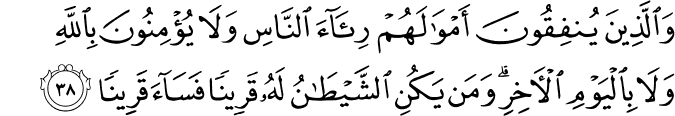 وَٱلَّذِينَ يُنفِقُونَ أَمْوَٰلَهُمْ رِئَآءَ ٱلنَّاسِ وَلَا يُؤْمِنُونَ بِٱللَّهِ
وَلَا بِٱلْيَوْمِ ٱلْـَٔاخِرِ ۗ وَمَن يَكُنِ ٱلشَّيْطَـٰنُ لَهُۥ قَرِينًا فَسَآءَ قَرِينًا ٣٨